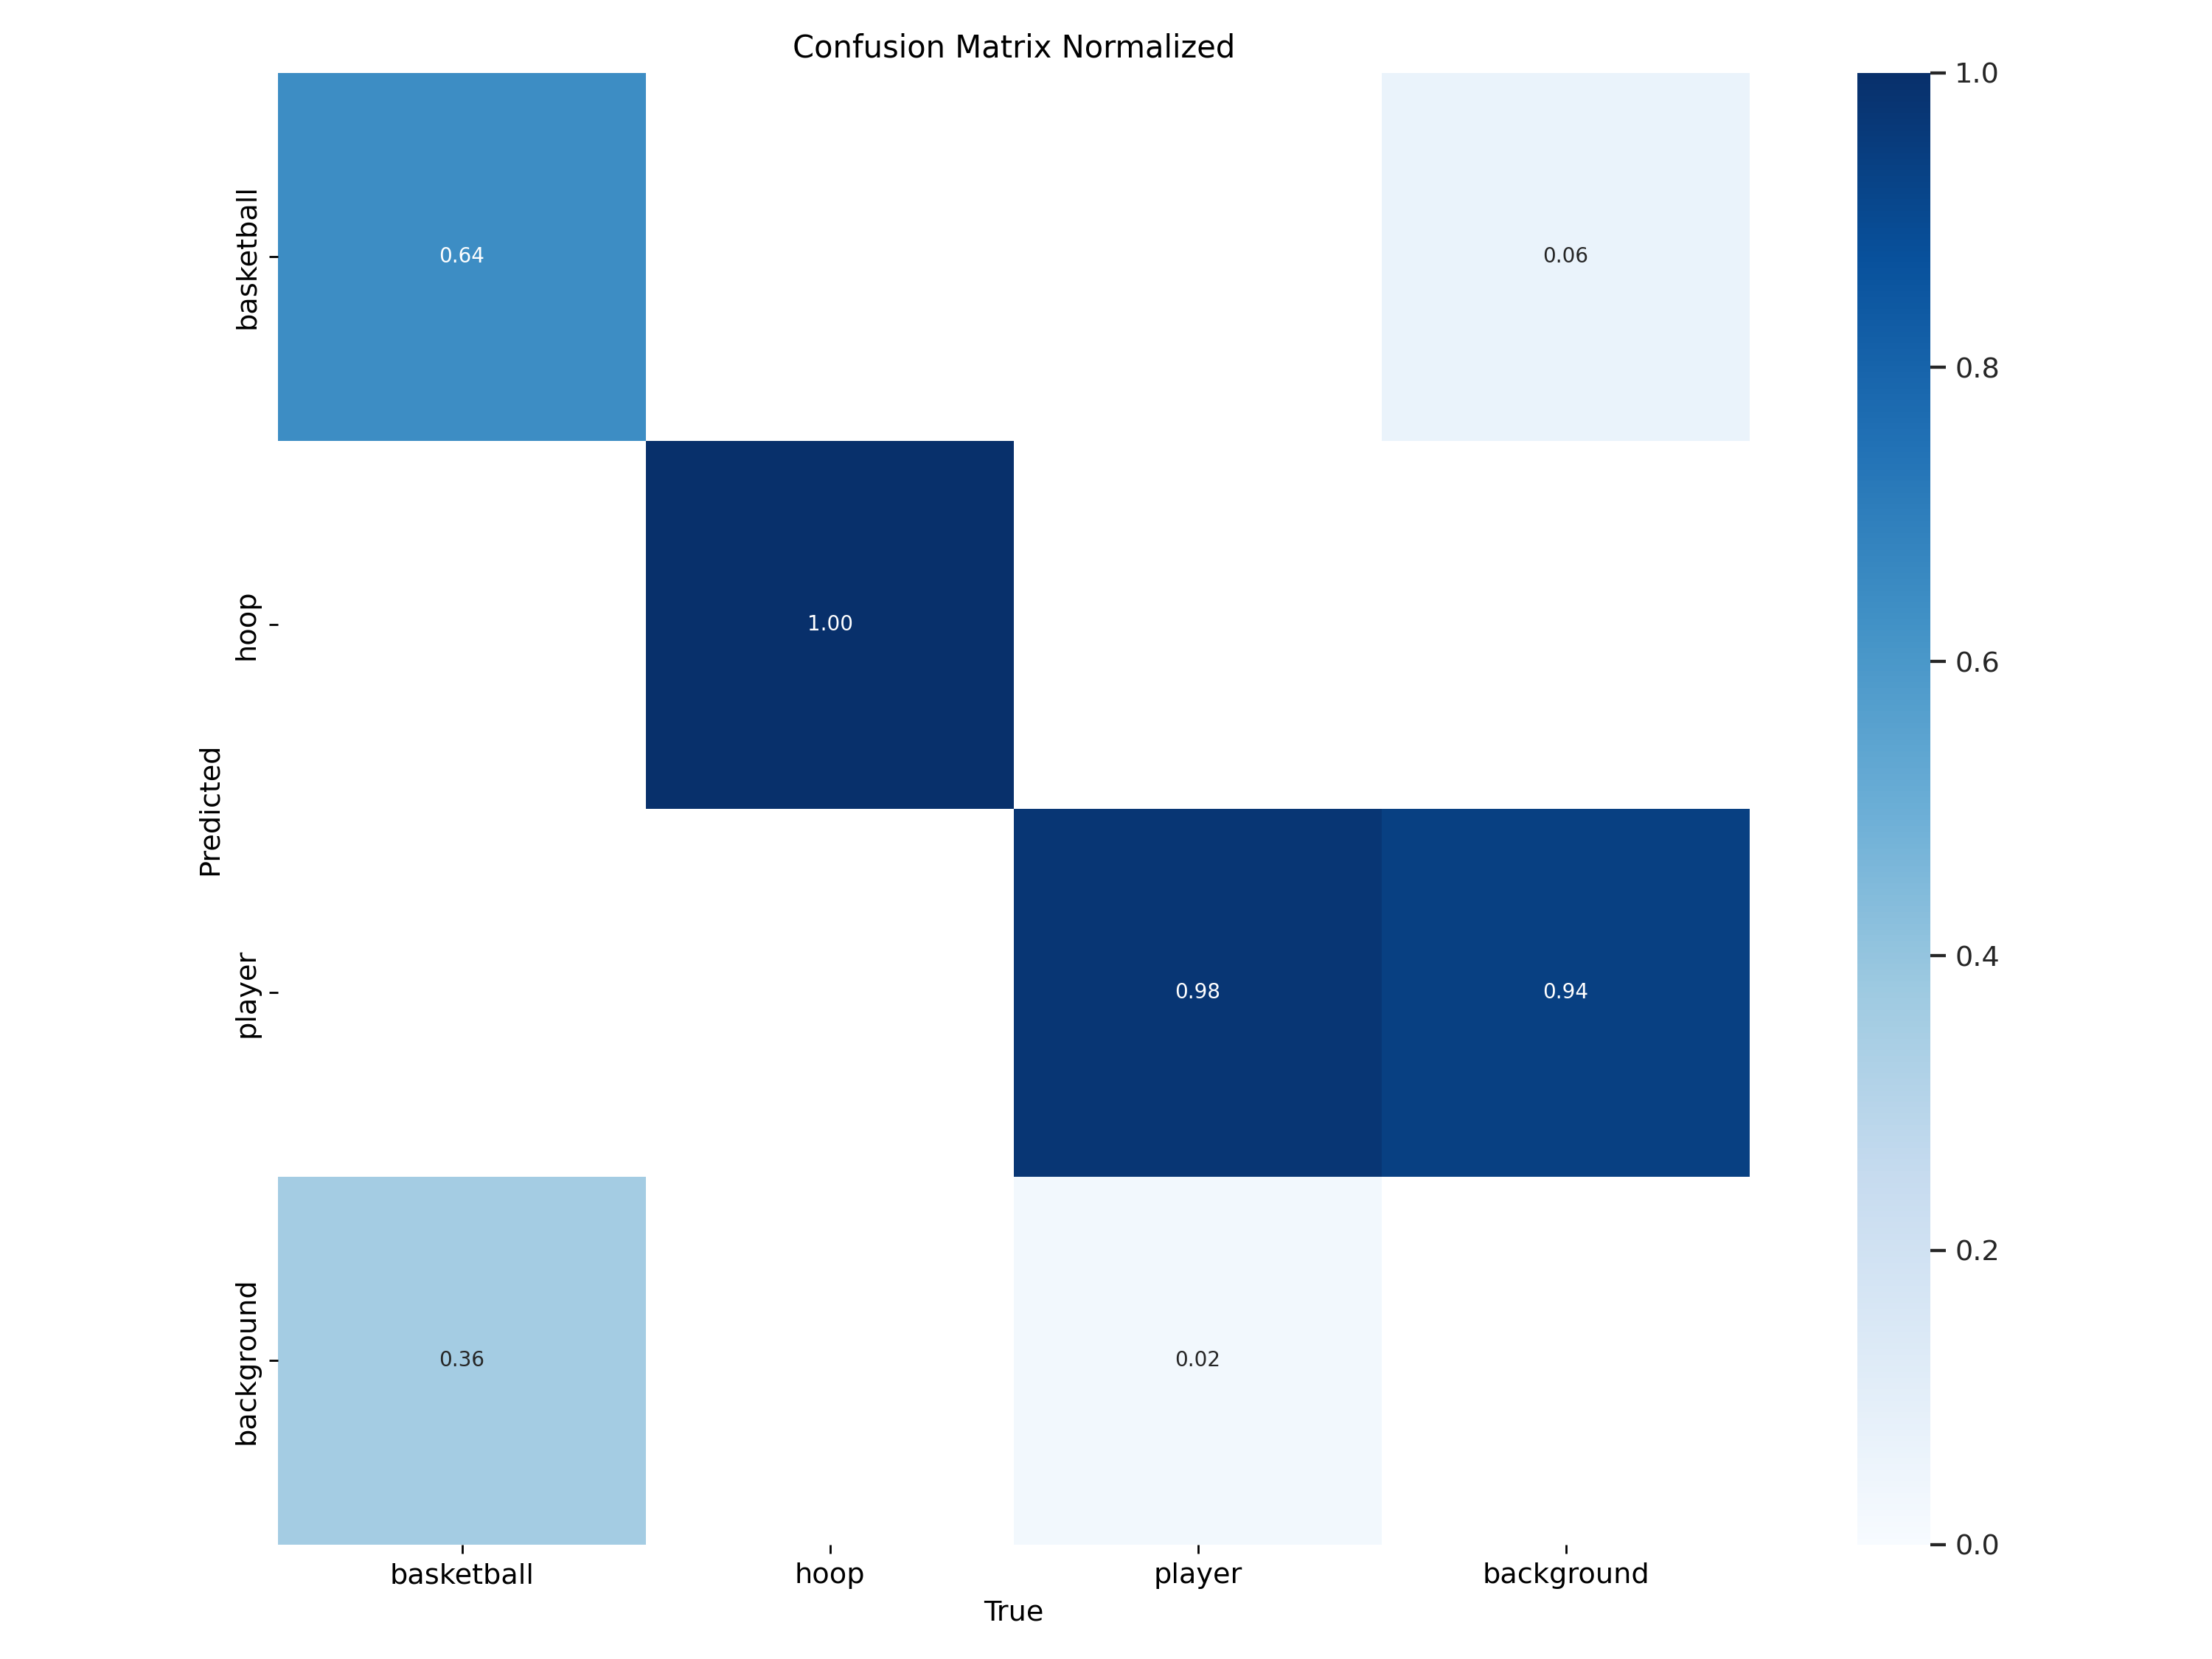 Confusion Matrix Normalized
basketball
hoop
player
background
Predicted
0.64
0.06
1.00
0.98
0.94
0.36
0.02
basketball
hoop
player
background
True
1.0
0.8
0.6
0.4
0.2
0.0